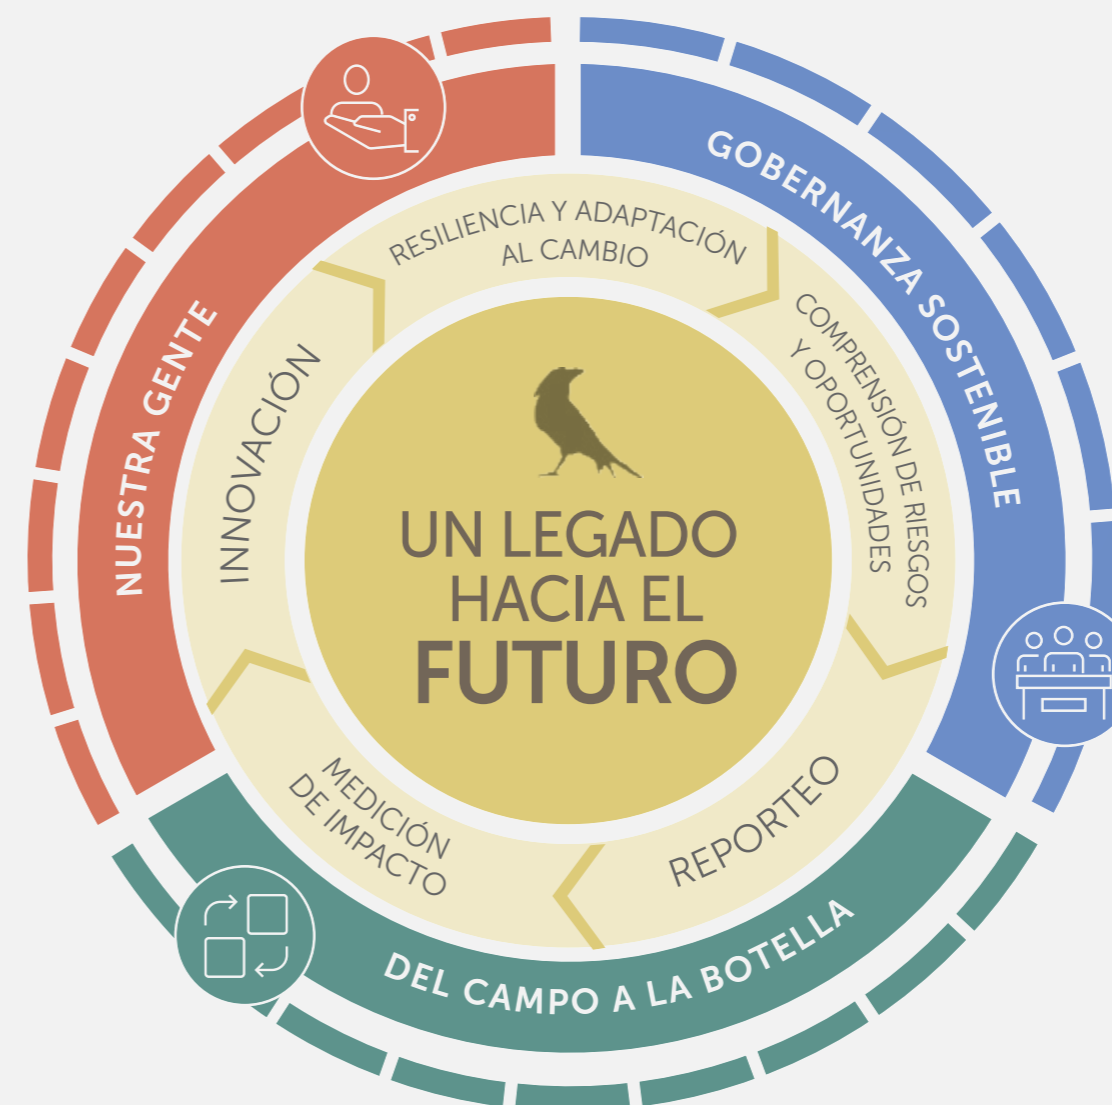 NUESTRA GENTE
GOBERNANZA SOSTENIBLE
DEL CAMPO A LA BOTELLA
RESILIENCIA Y ADAPTACIÓN
AL CAMBIO
COMPRENSIÓN DE RIESGOS
Y OPORTUNIDADES
REPORTEO
MEDICIÓN
DE IMPACTO
INNOVACIÓN
UN LEGADO
HACIA EL
FUTURO